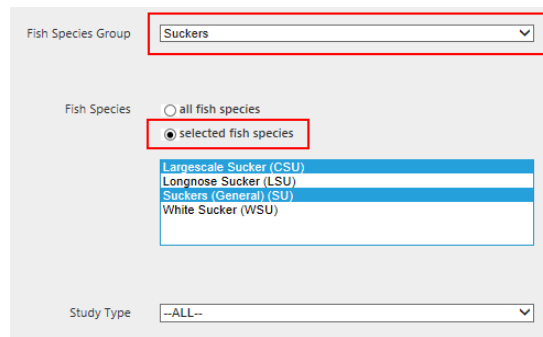 Fish Species Group Suckers
Fish Species all fish species
selected fish species
Largescale Sucker (CSU)
Longnose Sucker (LSU)
Suckers (General) (SU)
White Sucker (WSU)
Study Type --ALL--